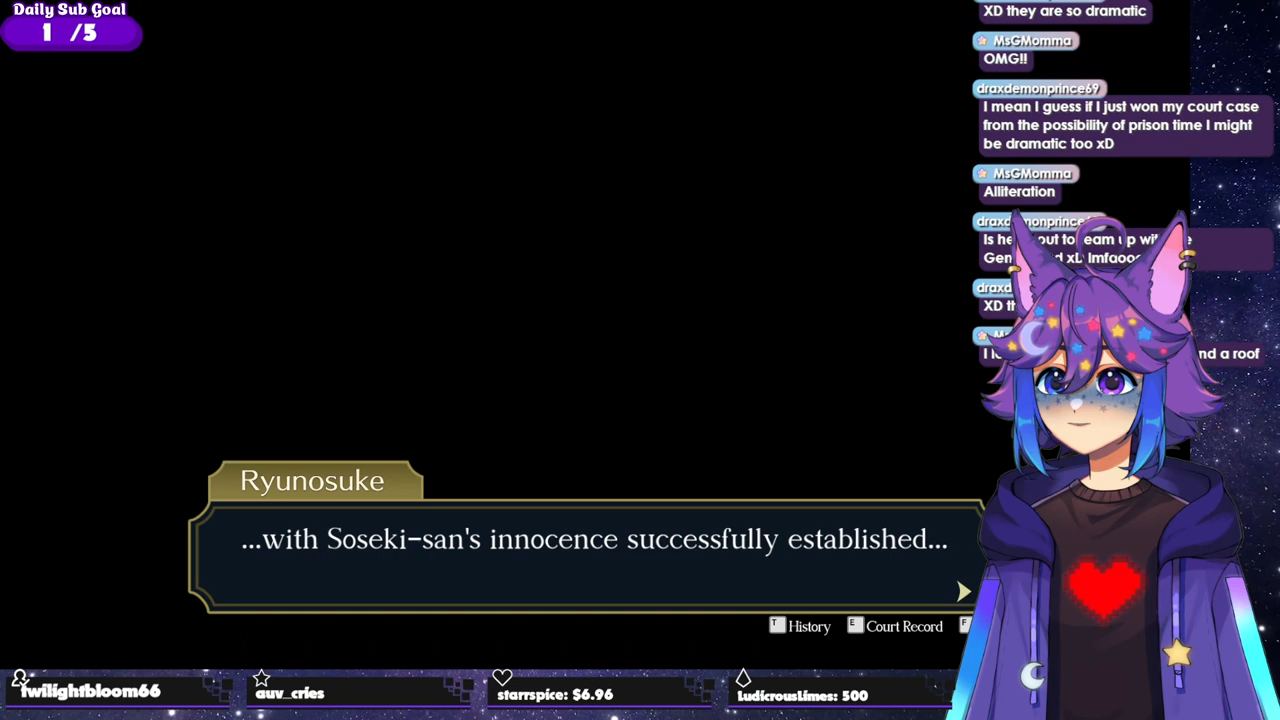 Daily Sub Goal
1 /5
XD they are so dramatic
MsGMomma
OMG!!
draxdemonprince69
I mean I guess if I just won my court case
from the possibility of prison time I might
be dramatic too xD
MsGMomma
Alliteration
XD
nd a roof
Ryunosuke
...with Soseki-san's innocence successfully established...
T History
E Court Record
F
twilightbloom66
auv_cries
starrspice: $6.96
LudicrousLimes: 500